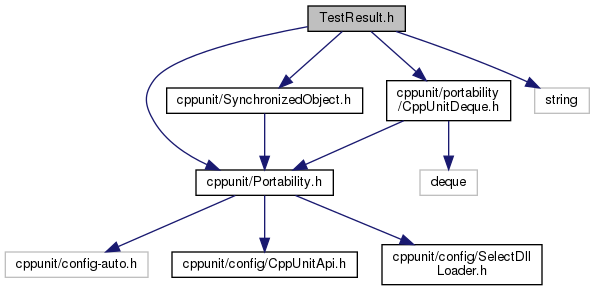 TestResult.h
cppunit/SynchronizedObject.h
cppunit/portability
/CppUnitDeque.h
string
cppunit/Portability.h
deque
cppunit/config-auto.h
cppunit/config/CppUnitApi.h
cppunit/config/SelectDll
Loader.h